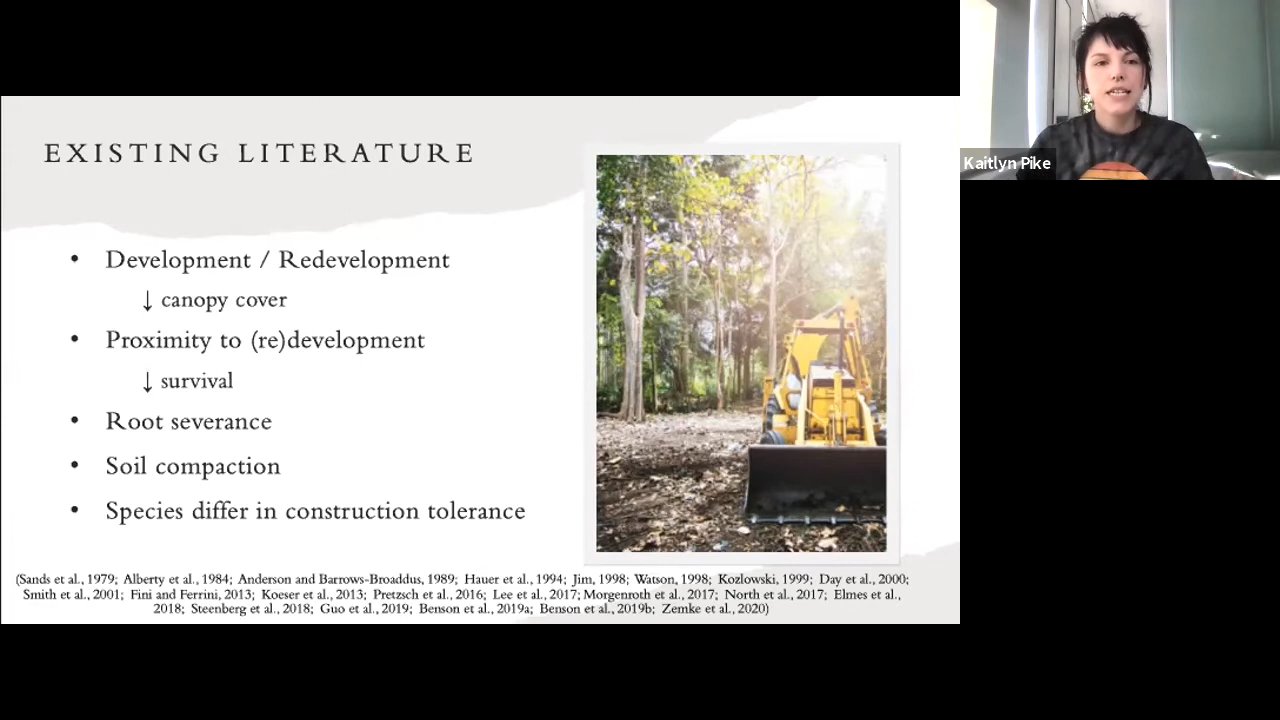 EXISTING LITERATURE
• Development / Redevelopment
↓ canopy cover
• Proximity to (re)development
↓ survival
• Root severance
• Soil compaction
• Species differ in construction tolerance
(Sands et al., 1979; Alberty et al., 1984; Anderson and Barrows-Broaddus, 1989; Hauer et al., 1994; Jim, 1998; Watson, 1998; Kozlowski, 1999; Day et al., 2000;
Smith et al., 2001; Fini and Ferrini, 2013; Koeser et al., 2013; Pretzsch et al., 2016; Lee et al., 2017; Morgenroth et al., 2017; North et al., 2017; Elmes et al.,
2018; Steenberg et al., 2018; Guo et al., 2019; Benson et al., 2019a; Benson et al., 2019b; Zemke et al., 2020)
Kaitlyn Pike